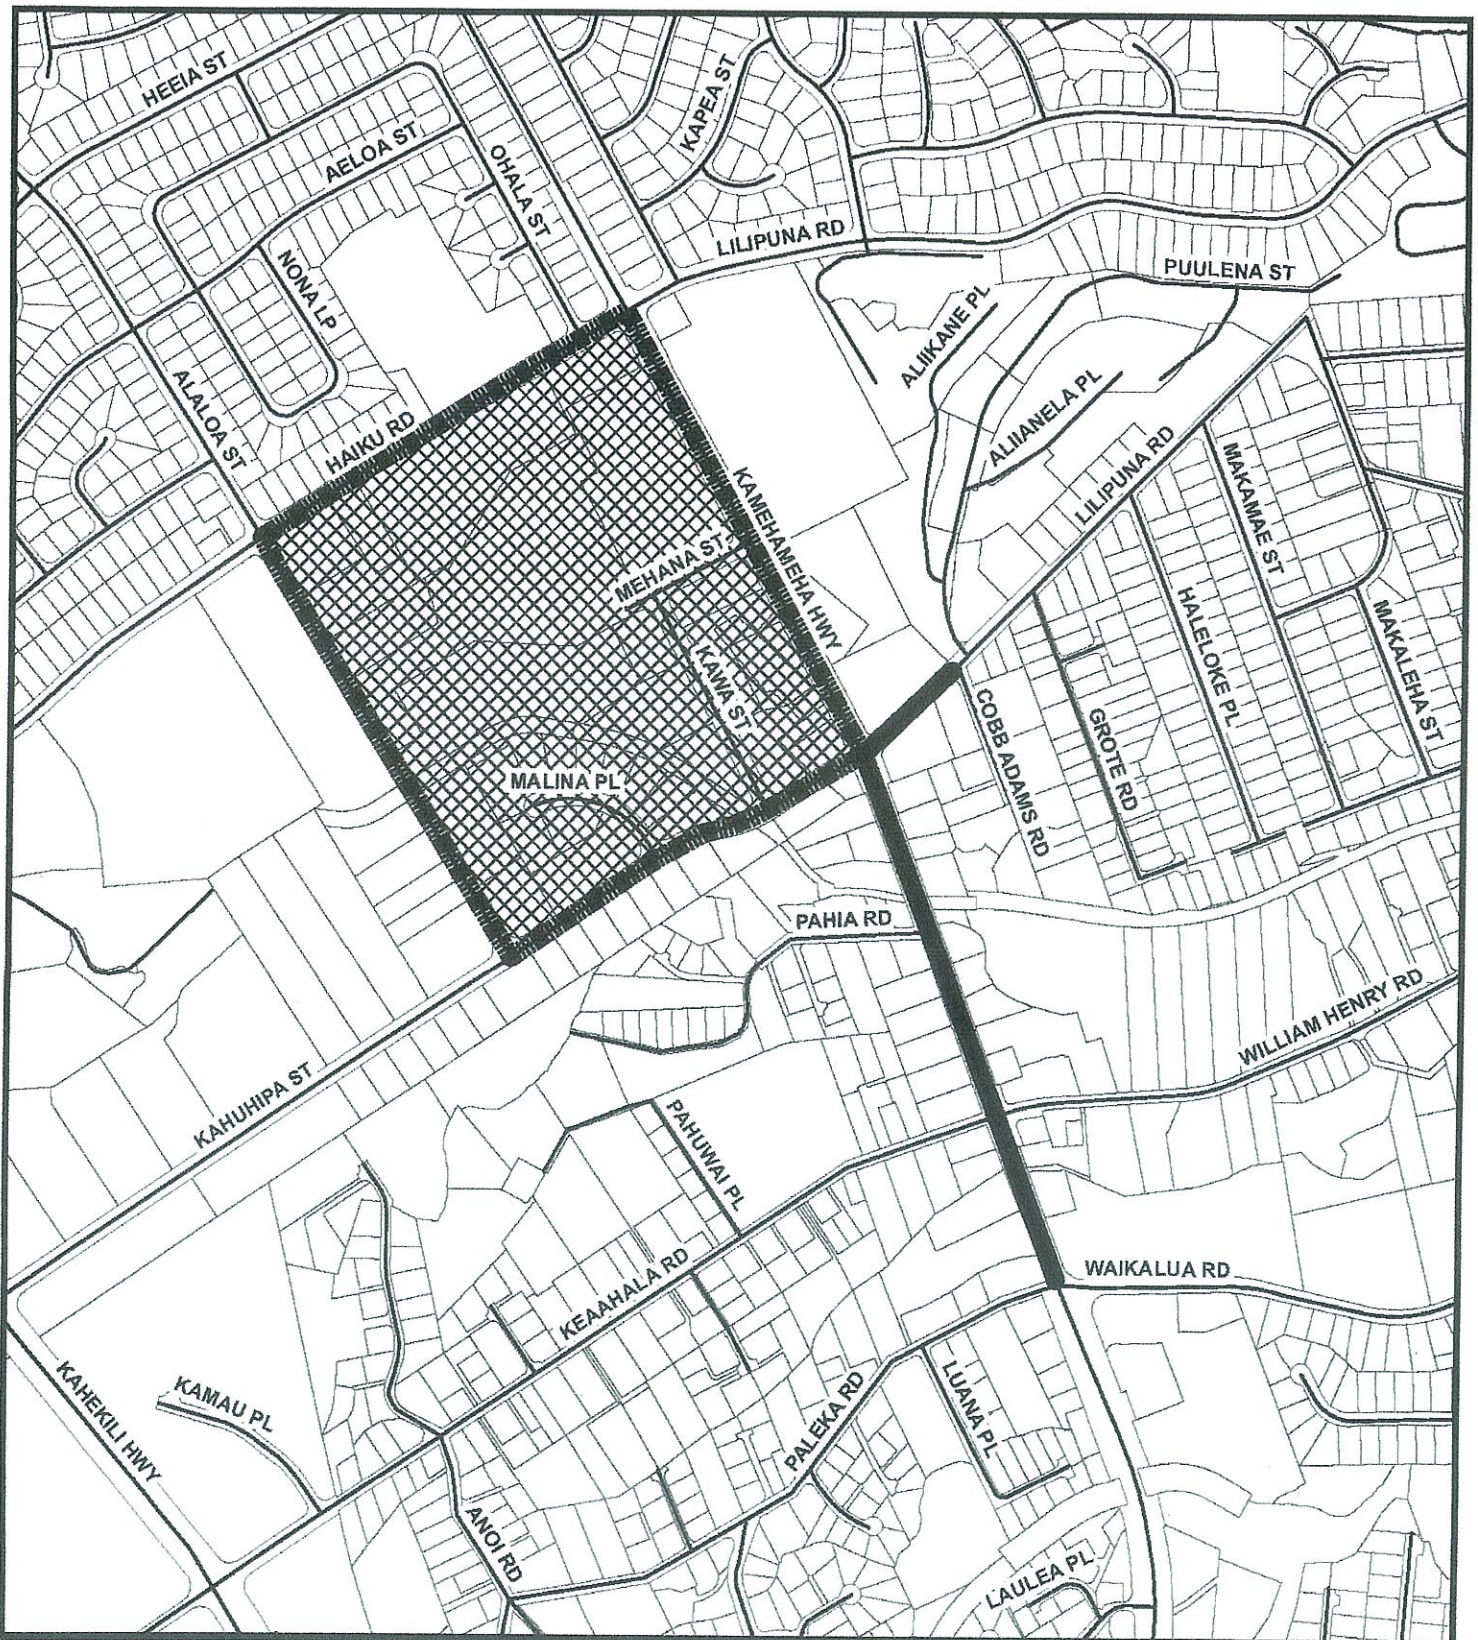 HEEIA ST
KAPEA ST
AELOA ST
OHALA ST
LILIPUNA RD
NONA LP
PUULENA ST
ALIIKANE PL
ALALOA ST
HAIKU RD
ALIIANELA PL
LILIPUNA RD
MAKAMAE ST
KAMEHAMEHA HWY
MEHANA ST
HALELOKE PL
MAKALEHA ST
KAWA ST
COBB ADAMS RD
GROTE RD
MALINA PL
PAHIA RD
WILLIAM HENRY RD
KAHUHIPA ST
PAHUWAI PL
WAIKALUA RD
KEAAHALA RD
KAHEKILI HWY
KAMAU PL
LUANA PL
PALEKA RD
ANOI RD
LAULEA PL